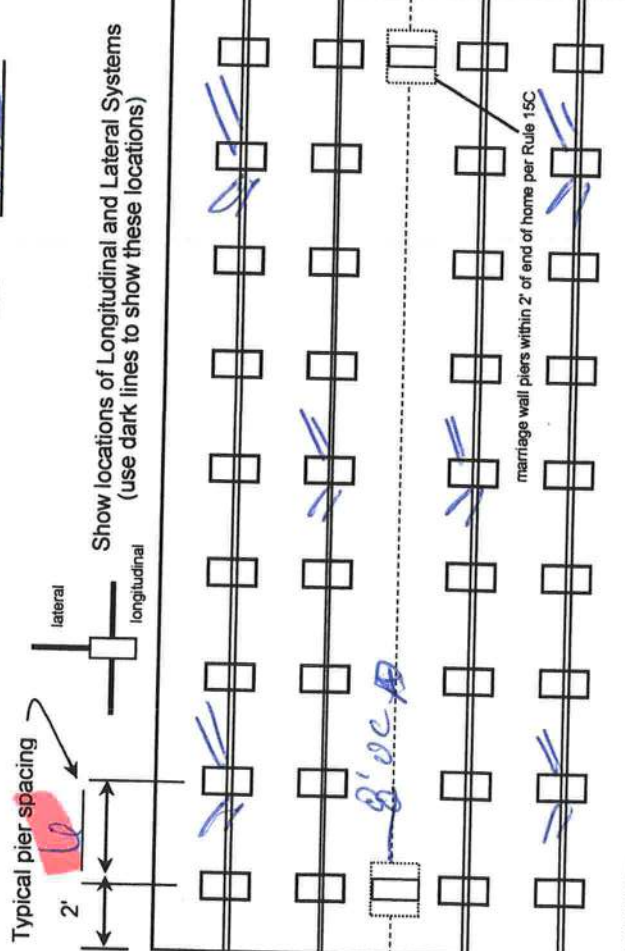 Typical pier spacing
6
2'
lateral
longitudinal
Show locations of Longitudinal and Lateral Systems
(use dark lines to show these locations)
8' OC
marriage wall piers within 2' of end of home per Rule 15C